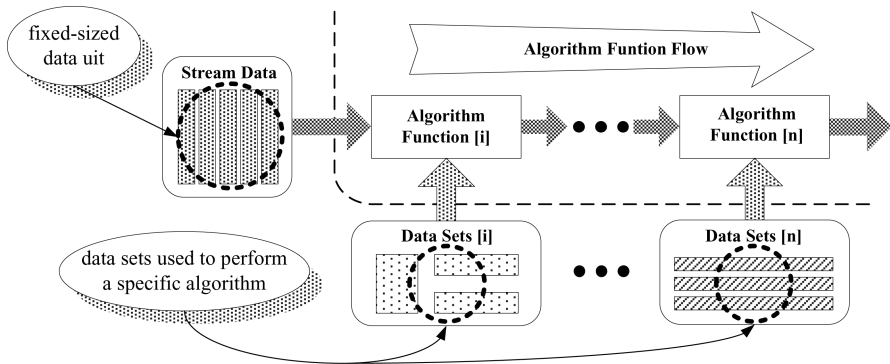 fixed-sized
data uit
Stream Data
Algorithm Funtion Flow
Algorithm
Function [i]
Algorithm
Function [n]
Data Sets [i]
Data Sets [n]
data sets used to perform
a specific algorithm